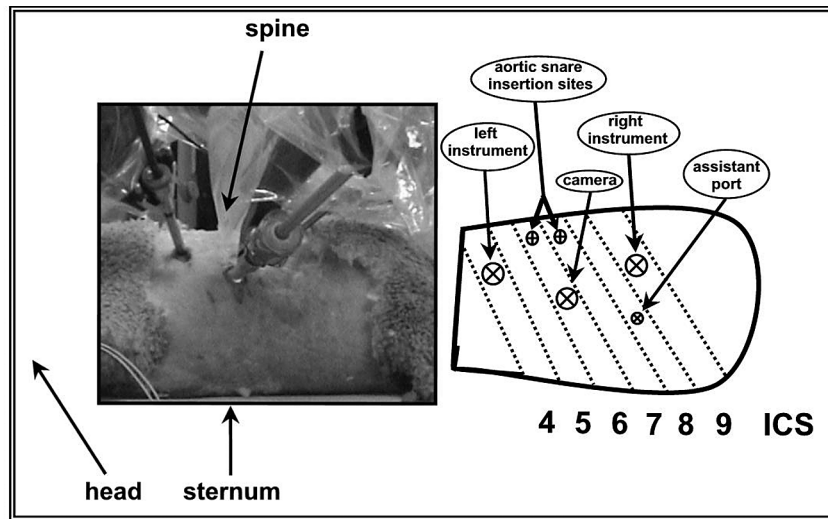 spine
aortic snare
insertion sites
left
instrument
right
instrument
camera
assistant
port
4 5 6 7 8 9 ICS
head
sternum